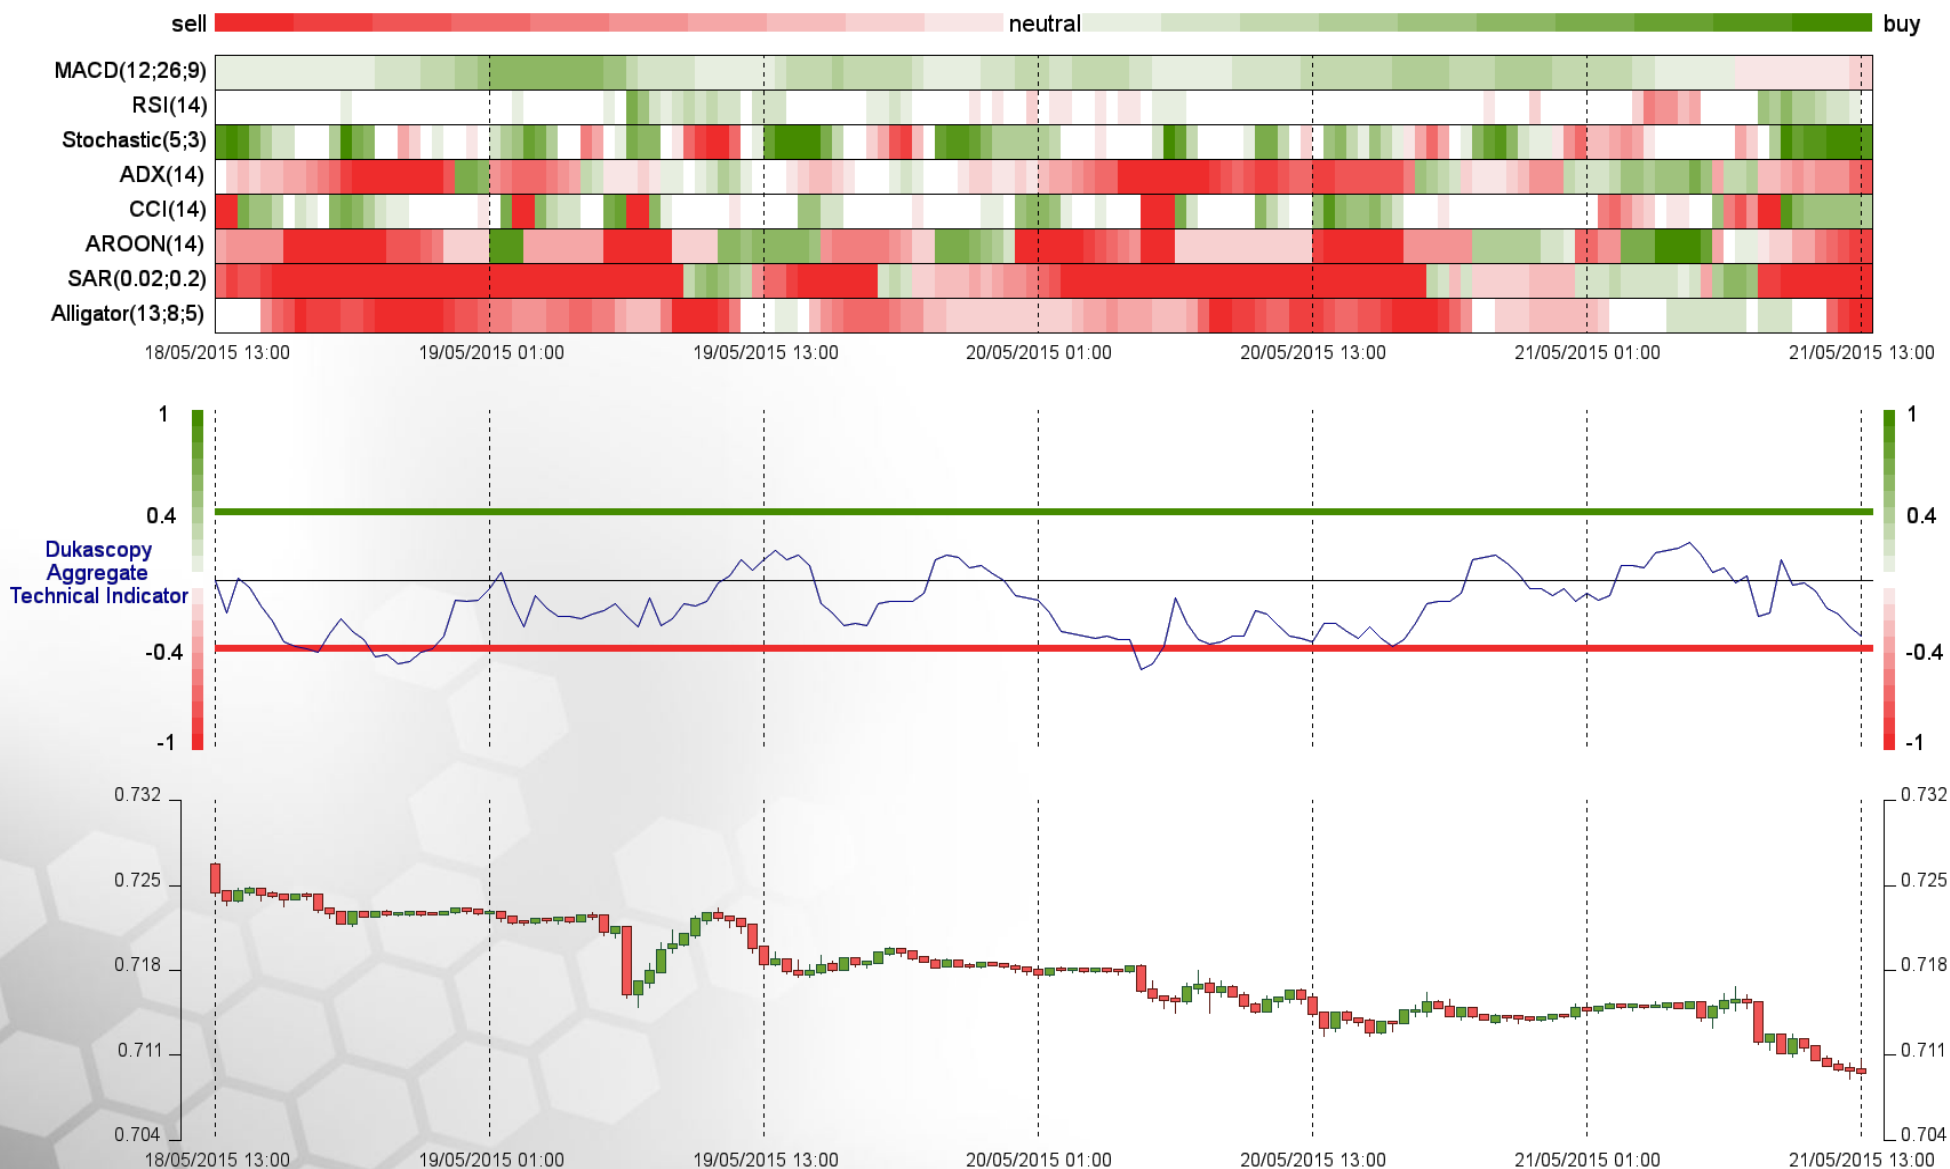 sell neutral buy
MACD(12;26;9)
RSI(14)
Stochastic(5;3)
ADX(14)
CCI(14)
AROON(14)
SAR(0.02;0.2)
Alligator(13;8;5)
18/05/2015 13:00 19/05/2015 01:00 19/05/2015 13:00 20/05/2015 01:00 20/05/2015 13:00 21/05/2015 01:00 21/05/2015 13:00
1 1
0.4 0.4
Dukascopy
Aggregate
Technical Indicator
-0.4 -0.4
-1 -1
0.732 0.732
0.725 0.725
0.718 0.718
0.711 0.711
0.704 0.704
18/05/2015 13:00 19/05/2015 01:00 19/05/2015 13:00 20/05/2015 01:00 20/05/2015 13:00 21/05/2015 01:00 21/05/2015 13:00